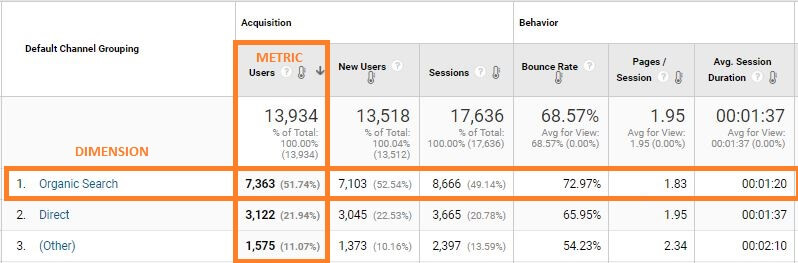 Acquisition
Behavior
Default Channel Grouping
METRIC
Users ? New Users ? Sessions ? Bounce Rate ? Pages / Session ? Avg. Session Duration ?
13,934 13,518 17,636 68.57% 1.95 00:01:37
% of Total: % of Total: % of Total: Avg for View: Avg for View: Avg for View:
100.00% 100.04% 100.00% (17,636) 68.57% (0.00%) 1.95 (0.00%) 00:01:37 (0.00%)
(13,934) (13,512)
DIMENSION
1. Organic Search 7,363 (51.74%) 7,103 (52.54%) 8,666 (49.14%) 72.97% 1.83 00:01:20
2. Direct 3,122 (21.94%) 3,045 (22.53%) 3,665 (20.78%) 65.95% 1.95 00:01:37
3. (Other) 1,575 (11.07%) 1,373 (10.16%) 2,397 (13.59%) 54.23% 2.34 00:02:10